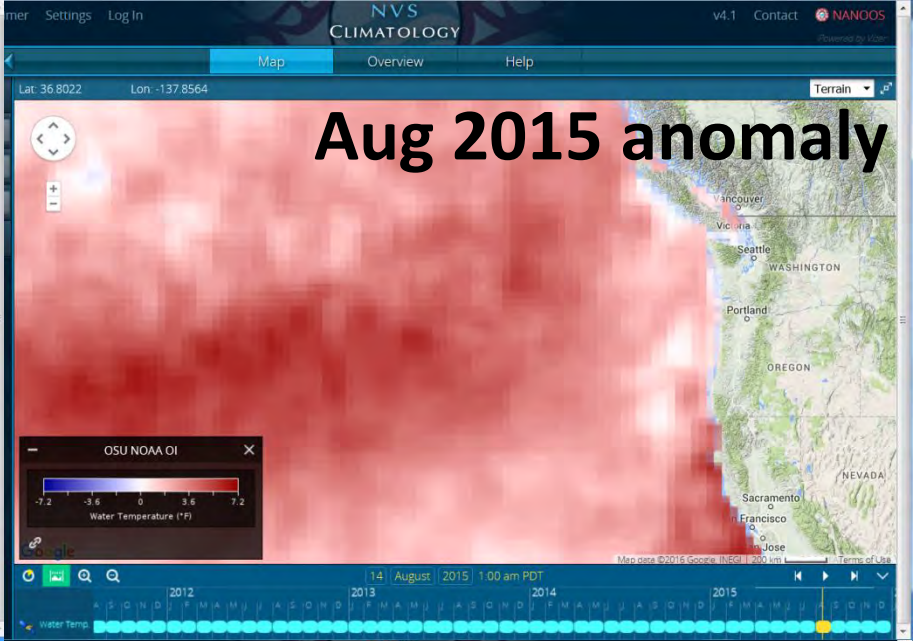 mer Settings Log In
NVS
CLIMATOLOGY
v4.1 Contact NANOOS
Powered by Vizer
Map Overview Help
Lat: 36.8022 Lon: -137.8564
Terrain
Aug 2015 anomaly
Vancouver
Victoria
Seattle
WASHINGTON
Portland
OREGON
NEVADA
Sacramento
n Francisco
n Jose
OSU NOAA OI
-7.2 -3.6 0 3.6 7.2
Water Temperature (°F)
Google
Map data ©2016 Google, INEGI 200 km Terms of Use
14 August 2015 1:00 am PDT
2012 2013 2014 2015
A S O N D J F M A M J J A S O N D J F M A M J J A S O N D J F M A M J J A S O N D J F M A M J J A S O N D
Water Temp.